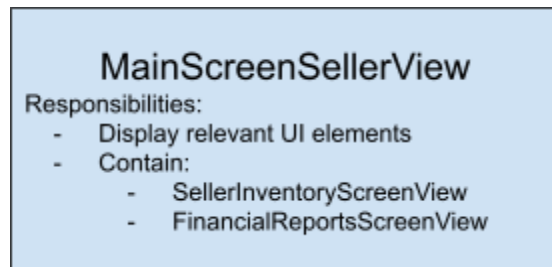 MainScreenSellerView
Responsibilities:
- Display relevant UI elements
- Contain:
- SellerInventoryScreenView
- FinancialReportsScreenView